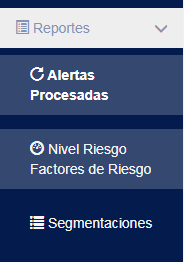 Reportes
Alertas
Procesadas
Nivel Riesgo
Factores de Riesgo
Segmentaciones